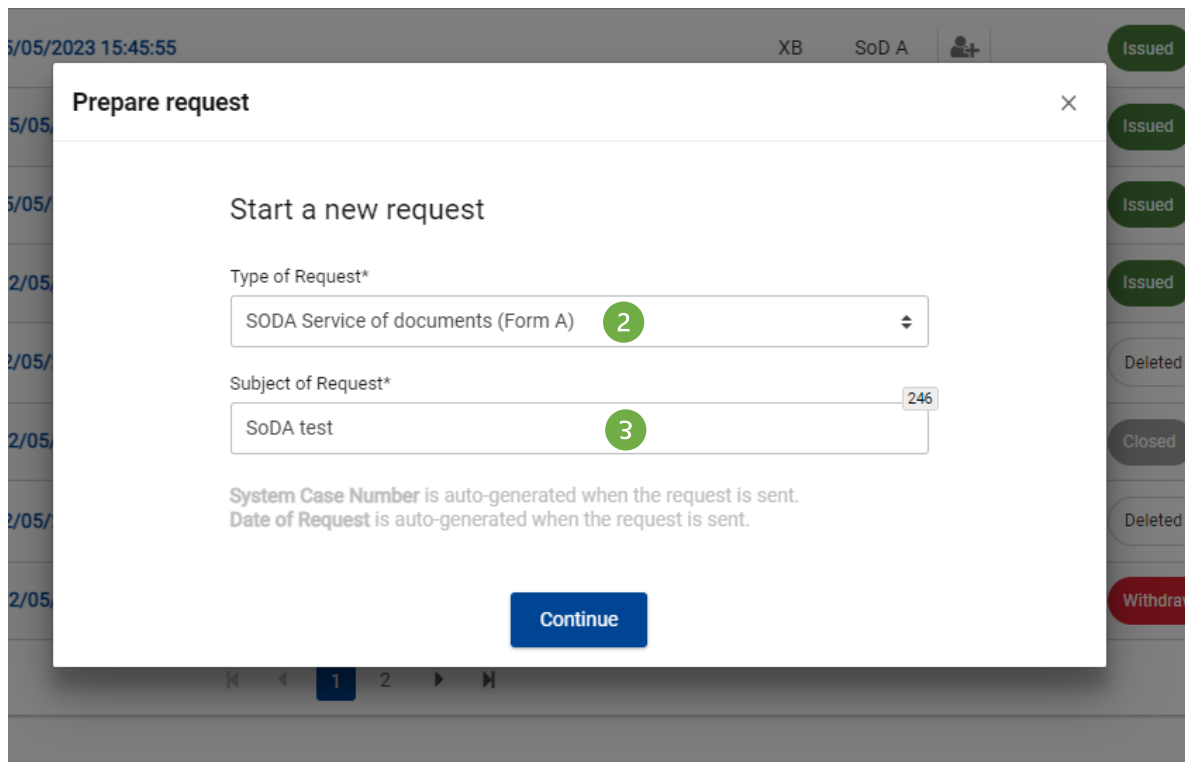 5/05/2023 15:45:55 XB SoD A Issued
Prepare request
5/05/ Issued
Start a new request
5/05/ Issued
Type of Request*
2/05/ SODA Service of documents (Form A) 2 Issued
2/05/ Deleted
Subject of Request*
246
2/05/ SoDA test 3 Closed
System Case Number is auto-generated when the request is sent.
2/05/ Date of Request is auto-generated when the request is sent. Deleted
2/05/ Withdra
Continue
1 2